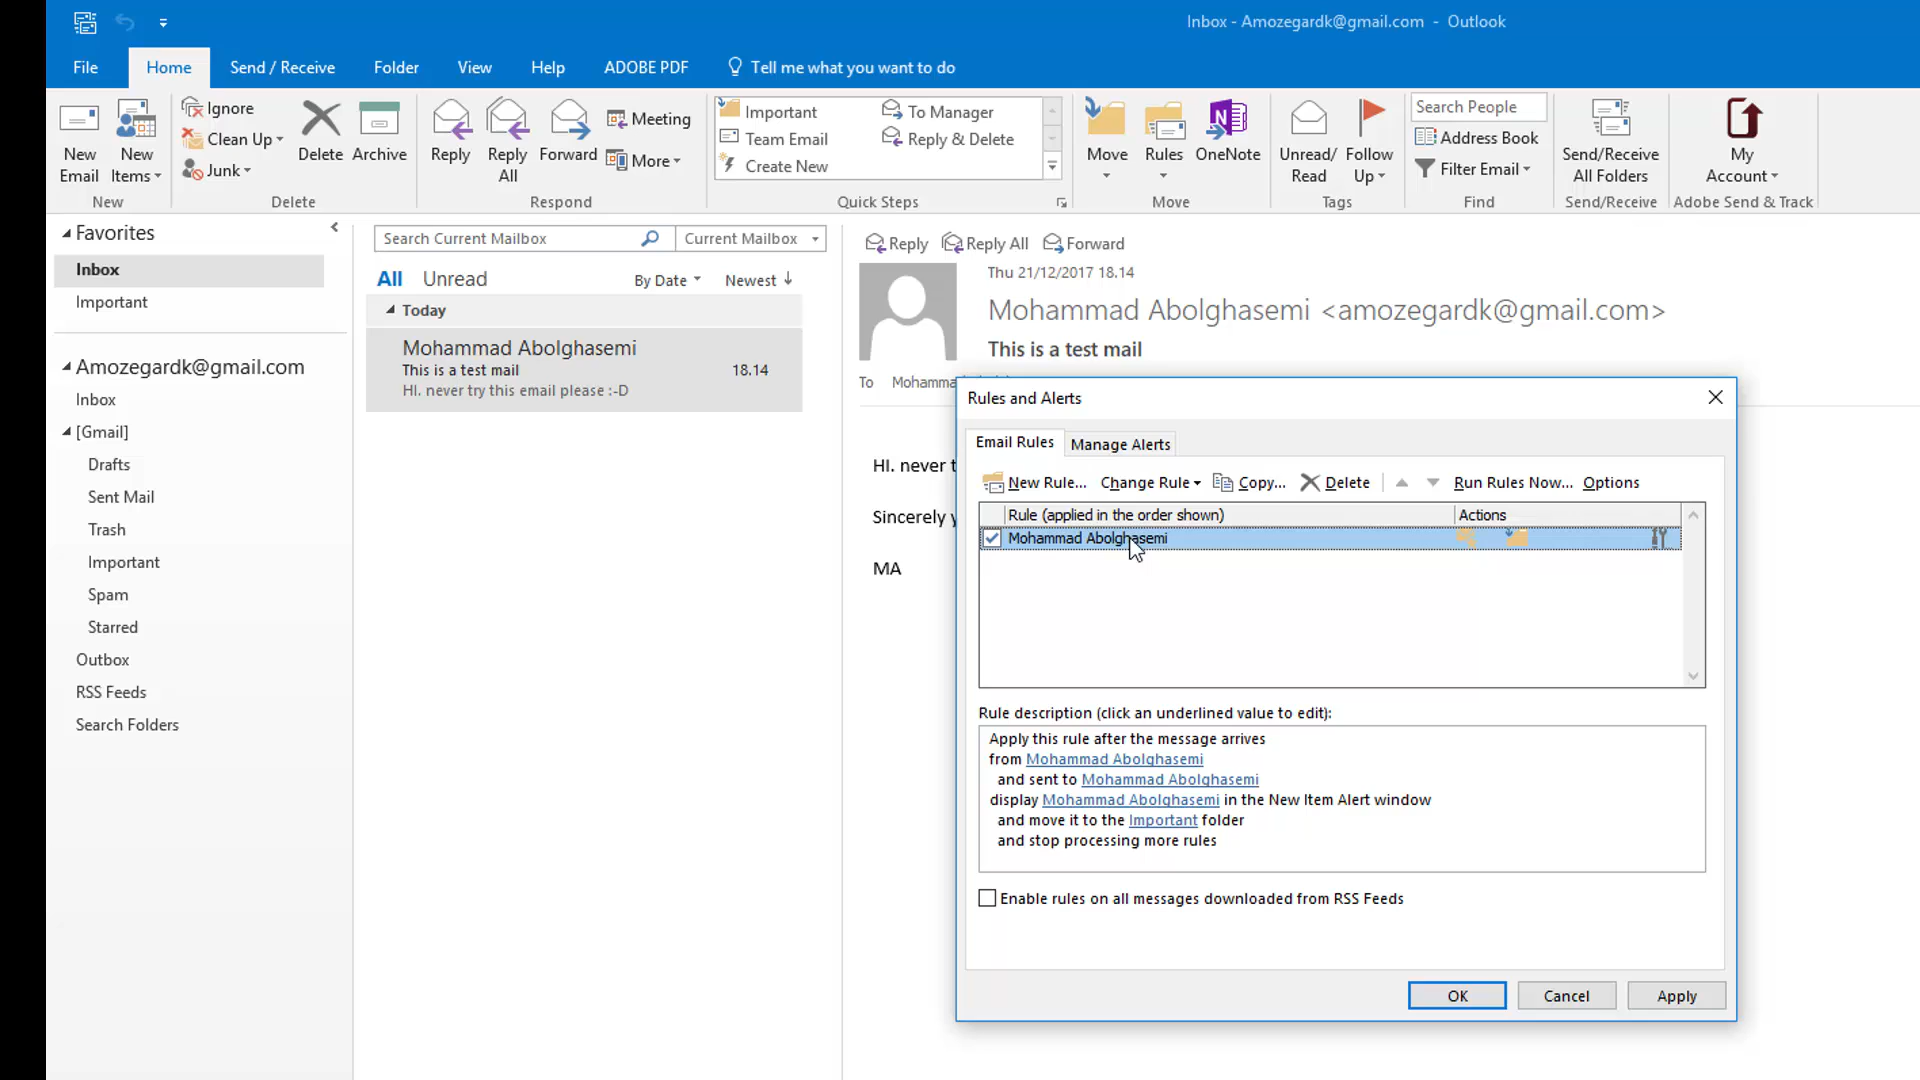 Inbox - Amozegardk@gmail.com - Outlook
File Home Send / Receive Folder View Help ADOBE PDF Tell me what you want to do
New Email
New Items
Ignore
Clean Up
Junk
Delete
Archive
Reply
Reply All
Forward
Meeting
More
Important
Team Email
Create New
To Manager
Reply & Delete
Move
Rules
OneNote
Unread/ Read
Follow Up
Search People
Address Book
Filter Email
Send/Receive All Folders
My Account
New Delete Respond Quick Steps Move Tags Find Send/Receive Adobe Send & Track
Favorites
Inbox
Important
Amozegardk@gmail.com
Inbox
[Gmail]
Drafts
Sent Mail
Trash
Important
Spam
Starred
Outbox
RSS Feeds
Search Folders
Search Current Mailbox Current Mailbox
All Unread By Date Newest
Today
Mohammad Abolghasemi
This is a test mail 18.14
HI. never try this email please :-D
Reply Reply All Forward
Thu 21/12/2017 18.14
Mohammad Abolghasemi <amozegardk@gmail.com>
This is a test mail
To
HI. never
Sincerely
MA
Rules and Alerts
Email Rules Manage Alerts
New Rule... Change Rule Copy... Delete Run Rules Now... Options
Rule (applied in the order shown) Actions
Mohammad Abolghasemi
Rule description (click an underlined value to edit):
Apply this rule after the message arrives
from Mohammad Abolghasemi
and sent to Mohammad Abolghasemi
display Mohammad Abolghasemi in the New Item Alert window
and move it to the Important folder
and stop processing more rules
Enable rules on all messages downloaded from RSS Feeds
OK Cancel Apply